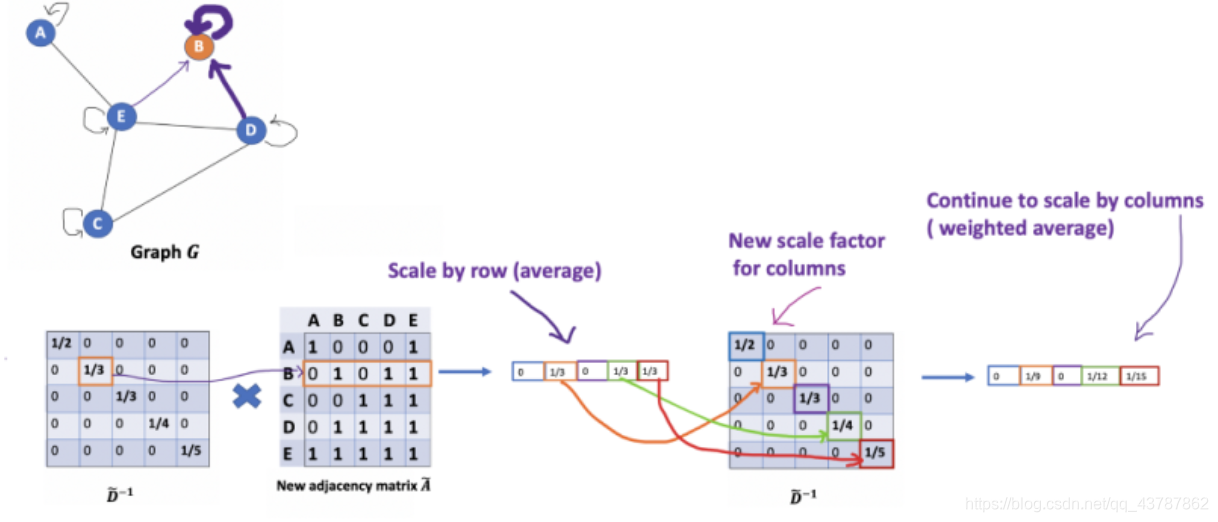 A
B
E
D
C
Graph G
Continue to scale by columns
( weighted average)
New scale factor
for columns
Scale by row (average)
1/2 0 0 0 0
0 1/3 0 0 0
0 0 1/3 0 0
0 0 0 1/4 0
0 0 0 0 1/5
D̃⁻¹
A B C D E
A 1 0 0 0 1
B 0 1 0 1 1
C 0 0 1 1 1
D 0 1 1 1 1
E 1 1 1 1 1
New adjacency matrix Ã
0 1/3 0 1/3 1/3
1/2 0 0 0 0
0 1/3 0 0 0
0 0 1/3 0 0
0 0 0 1/4 0
0 0 0 0 1/5
D̃⁻¹
0 1/9 0 1/12 1/15
https://blog.csdn.net/qq_43787862